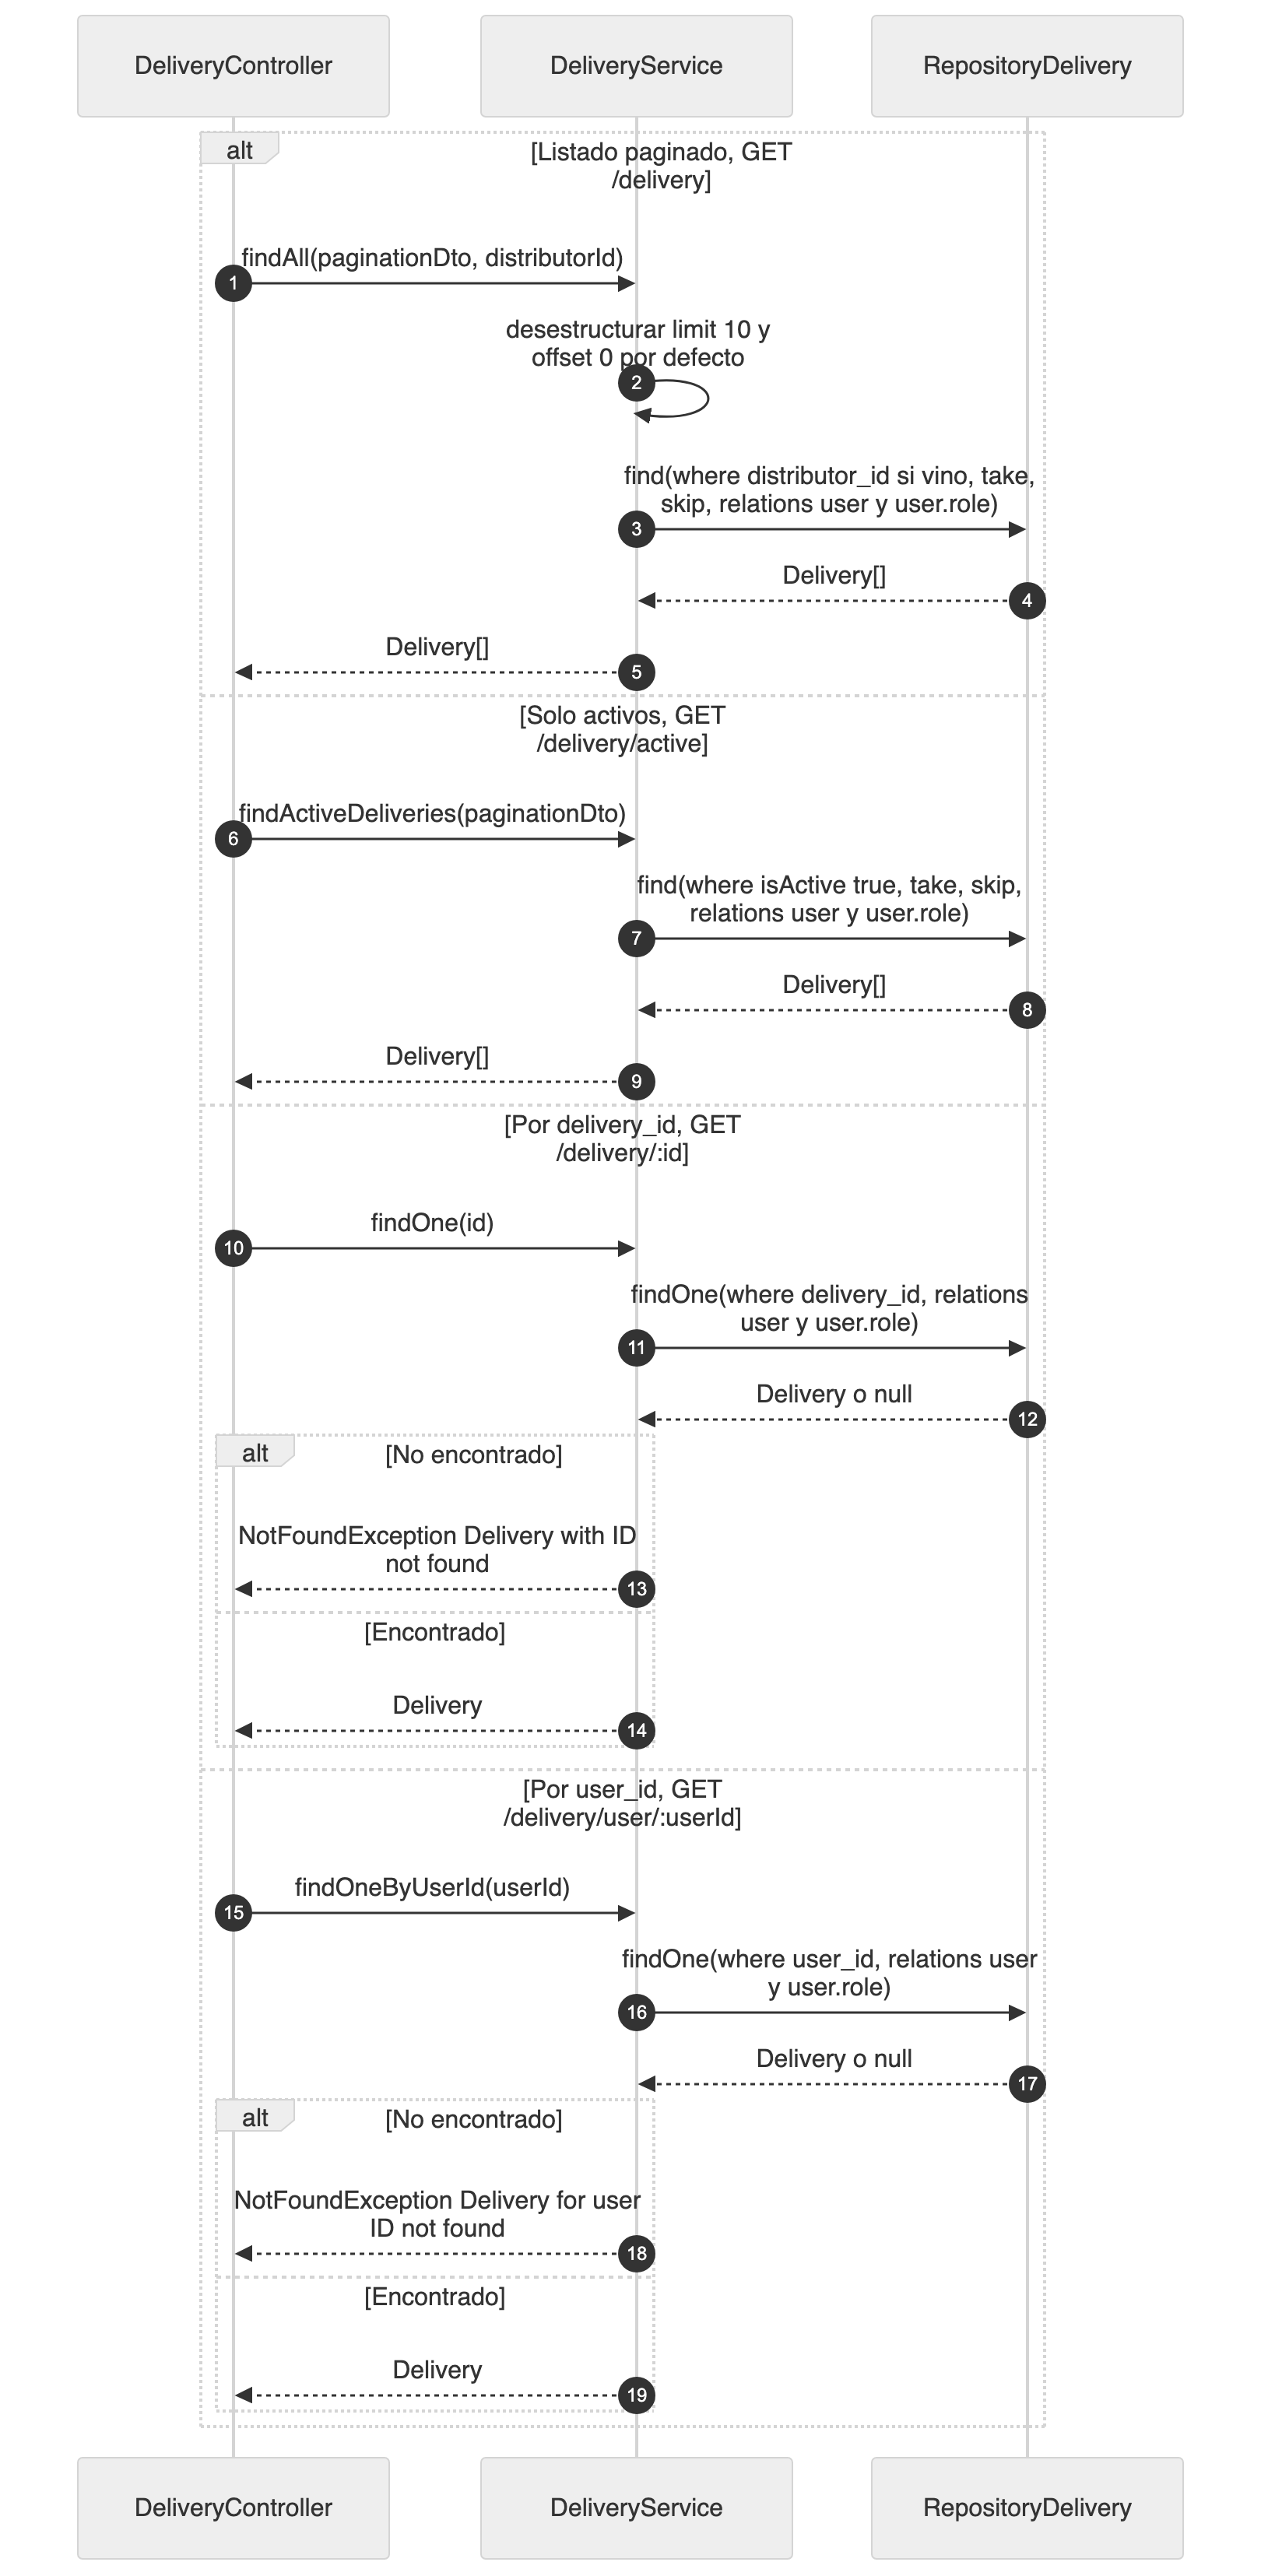 DeliveryController
DeliveryService
RepositoryDelivery
alt
[Listado paginado, GET
/delivery]
findAll(paginationDto, distributorId)
1
desestructurar limit 10 y
offset 0 por defecto
2
find(where distributor_id si vino, take,
skip, relations user y user.role)
3
Delivery[]
4
Delivery[]
5
[Solo activos, GET
/delivery/active]
findActiveDeliveries(paginationDto)
6
find(where isActive true, take, skip,
relations user y user.role)
7
Delivery[]
8
Delivery[]
9
[Por delivery_id, GET
/delivery/:id]
findOne(id)
10
findOne(where delivery_id, relations
user y user.role)
11
Delivery o null
12
alt
[No encontrado]
NotFoundException Delivery with ID
not found
13
[Encontrado]
Delivery
14
[Por user_id, GET
/delivery/user/:userId]
findOneByUserId(userId)
15
findOne(where user_id, relations user
y user.role)
16
Delivery o null
17
alt
[No encontrado]
NotFoundException Delivery for user
ID not found
18
[Encontrado]
Delivery
19
DeliveryController
DeliveryService
RepositoryDelivery